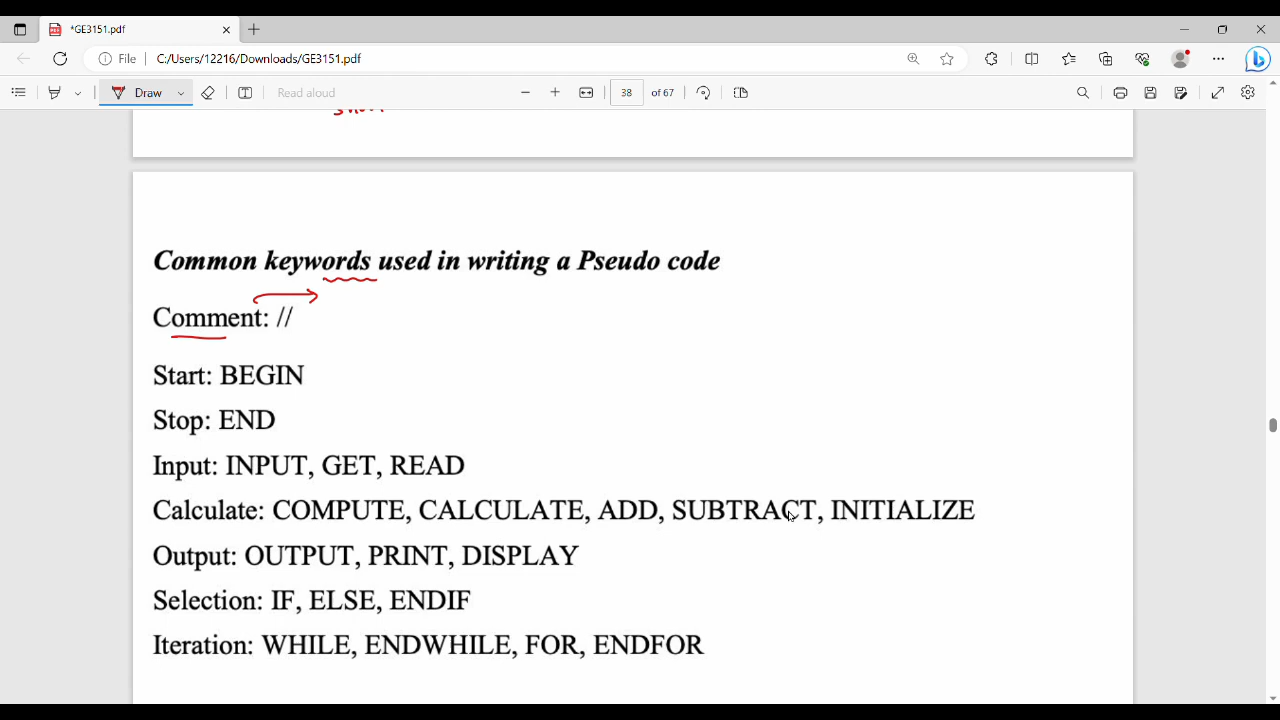 *GE3151.pdf
File
C:/Users/12216/Downloads/GE3151.pdf
Draw
Read aloud
38 of 67
Common keywords used in writing a Pseudo code
Comment: //
Start: BEGIN
Stop: END
Input: INPUT, GET, READ
Calculate: COMPUTE, CALCULATE, ADD, SUBTRACT, INITIALIZE
Output: OUTPUT, PRINT, DISPLAY
Selection: IF, ELSE, ENDIF
Iteration: WHILE, ENDWHILE, FOR, ENDFOR